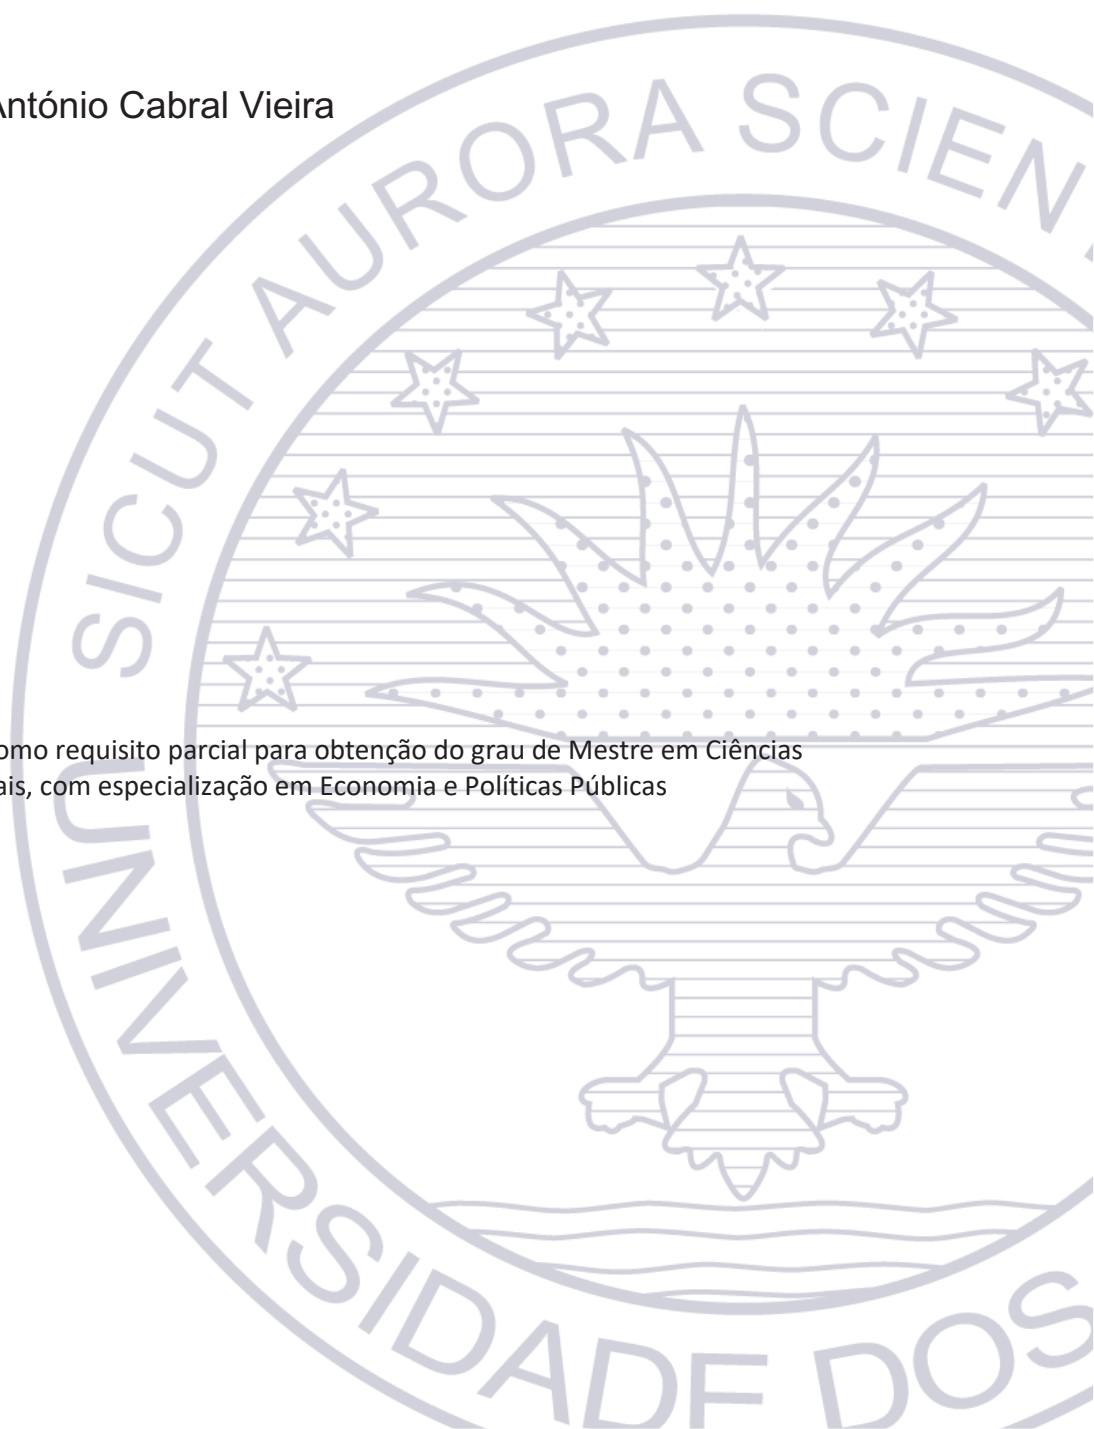 António Cabral Vieira
SICUT AURORA SCIEN
omo requisito parcial para obtenção do grau de Mestre em Ciências
ais, com especialização em Economia e Políticas Públicas
UNIVERSIDADE DOS